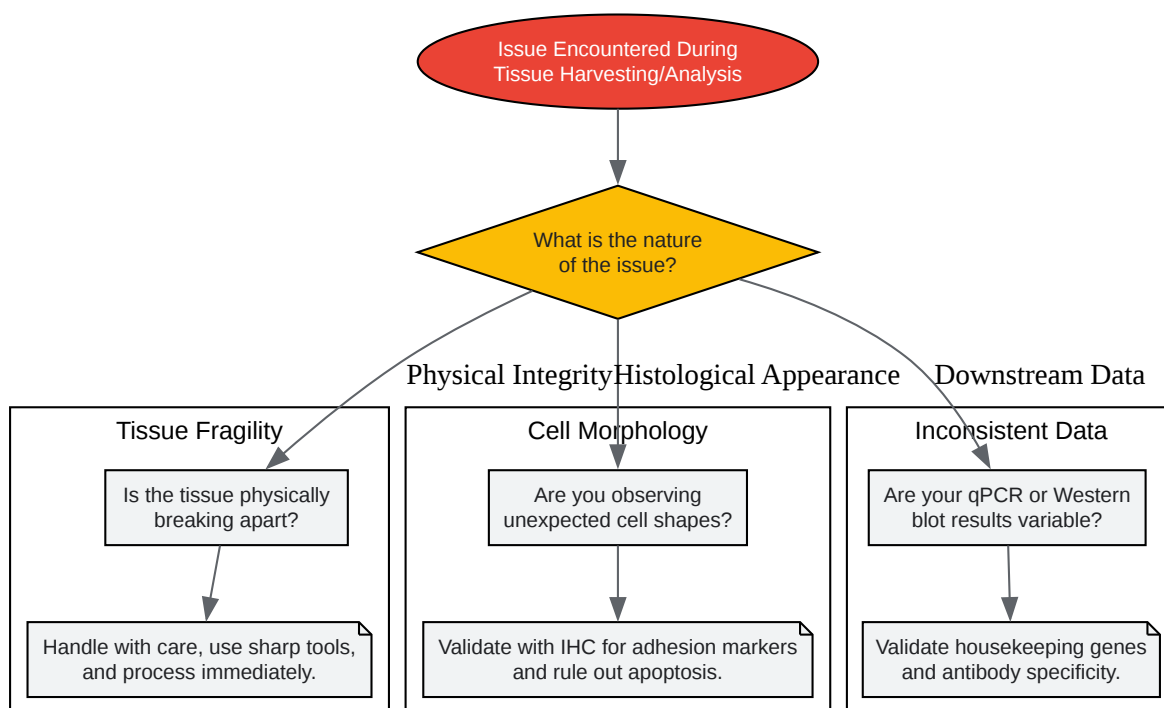 Issue Encountered During
Tissue Harvesting/Analysis
What is the nature
of the issue?
Physical Integrity
Histological Appearance
Downstream Data
Tissue Fragility
Is the tissue physically
breaking apart?
Handle with care, use sharp tools,
and process immediately.
Cell Morphology
Are you observing
unexpected cell shapes?
Validate with IHC for adhesion markers
and rule out apoptosis.
Inconsistent Data
Are your qPCR or Western
blot results variable?
Validate housekeeping genes
and antibody specificity.